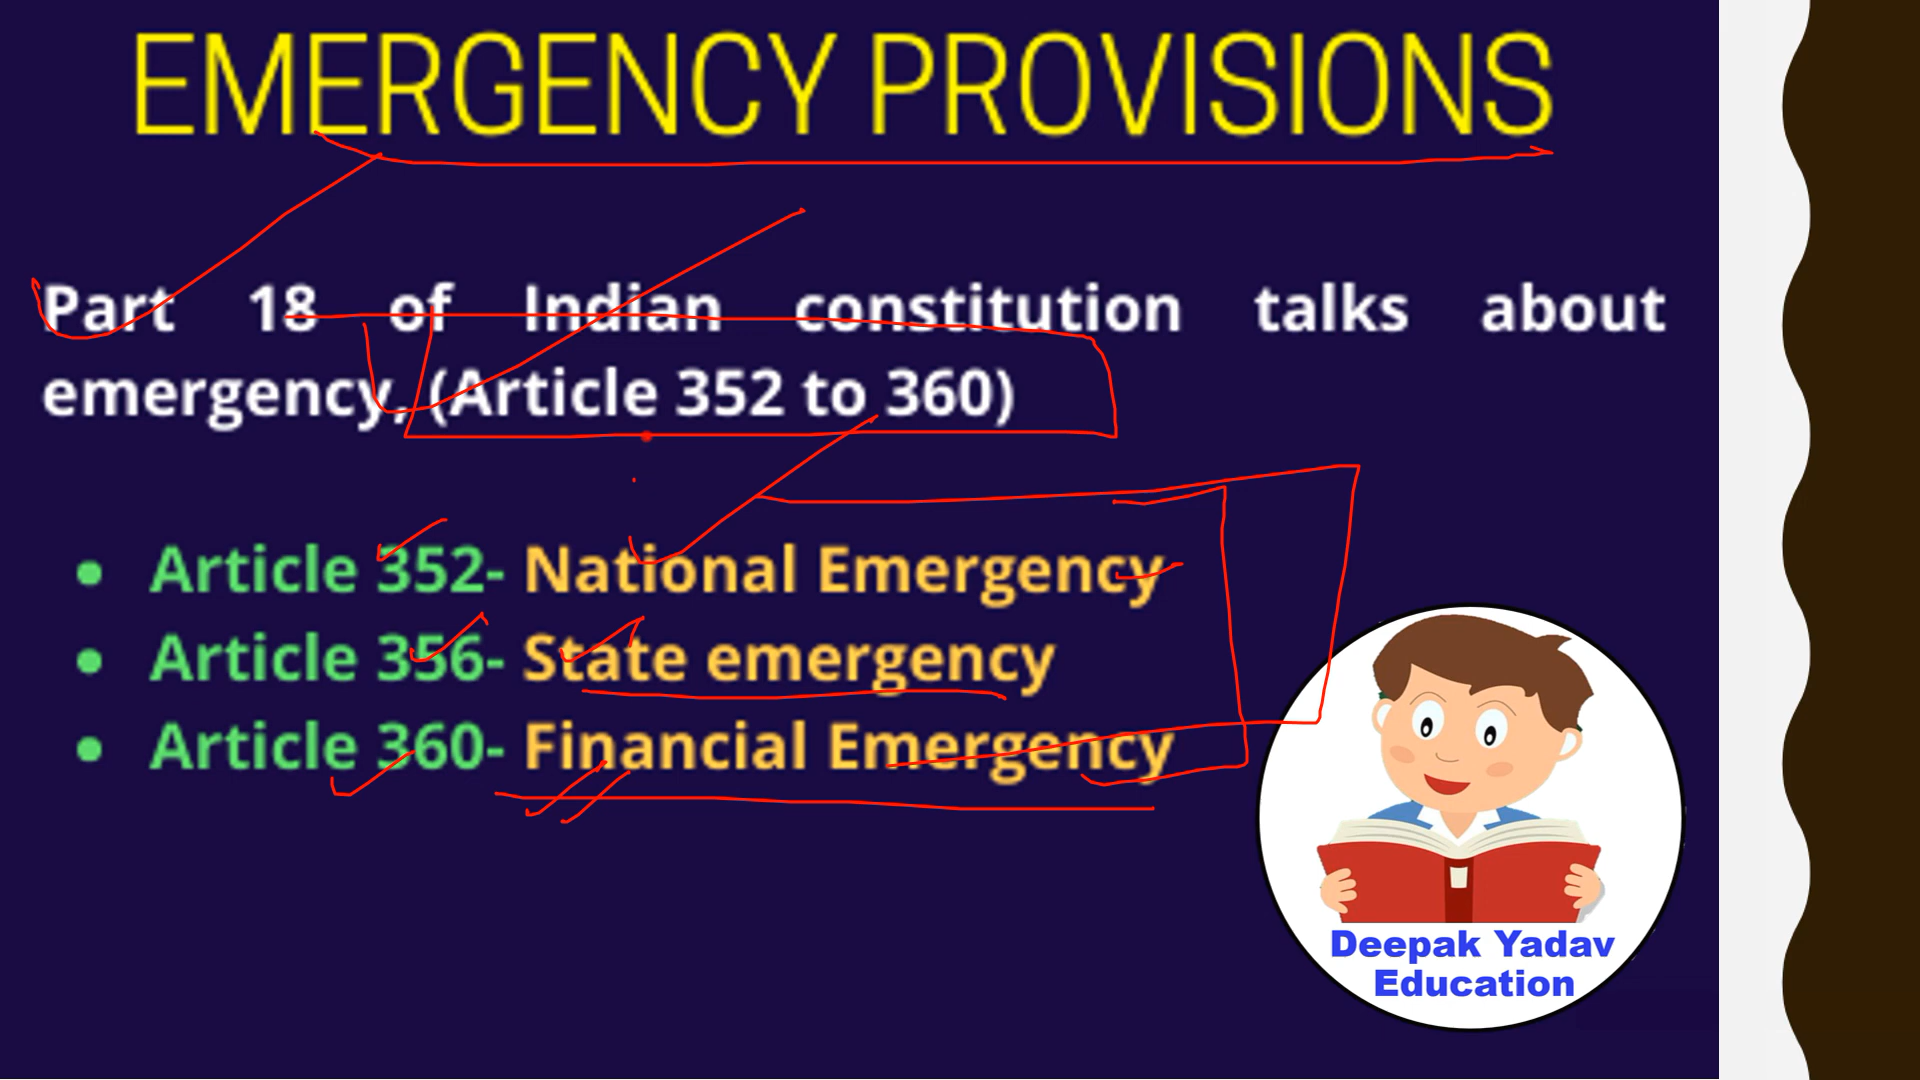 EMERGENCY PROVISIONS
Part 18 of Indian constitution talks about
emergency, (Article 352 to 360)
• Article 352- National Emergency
• Article 356- State emergency
• Article 360- Financial Emergency
Deepak Yadav
Education